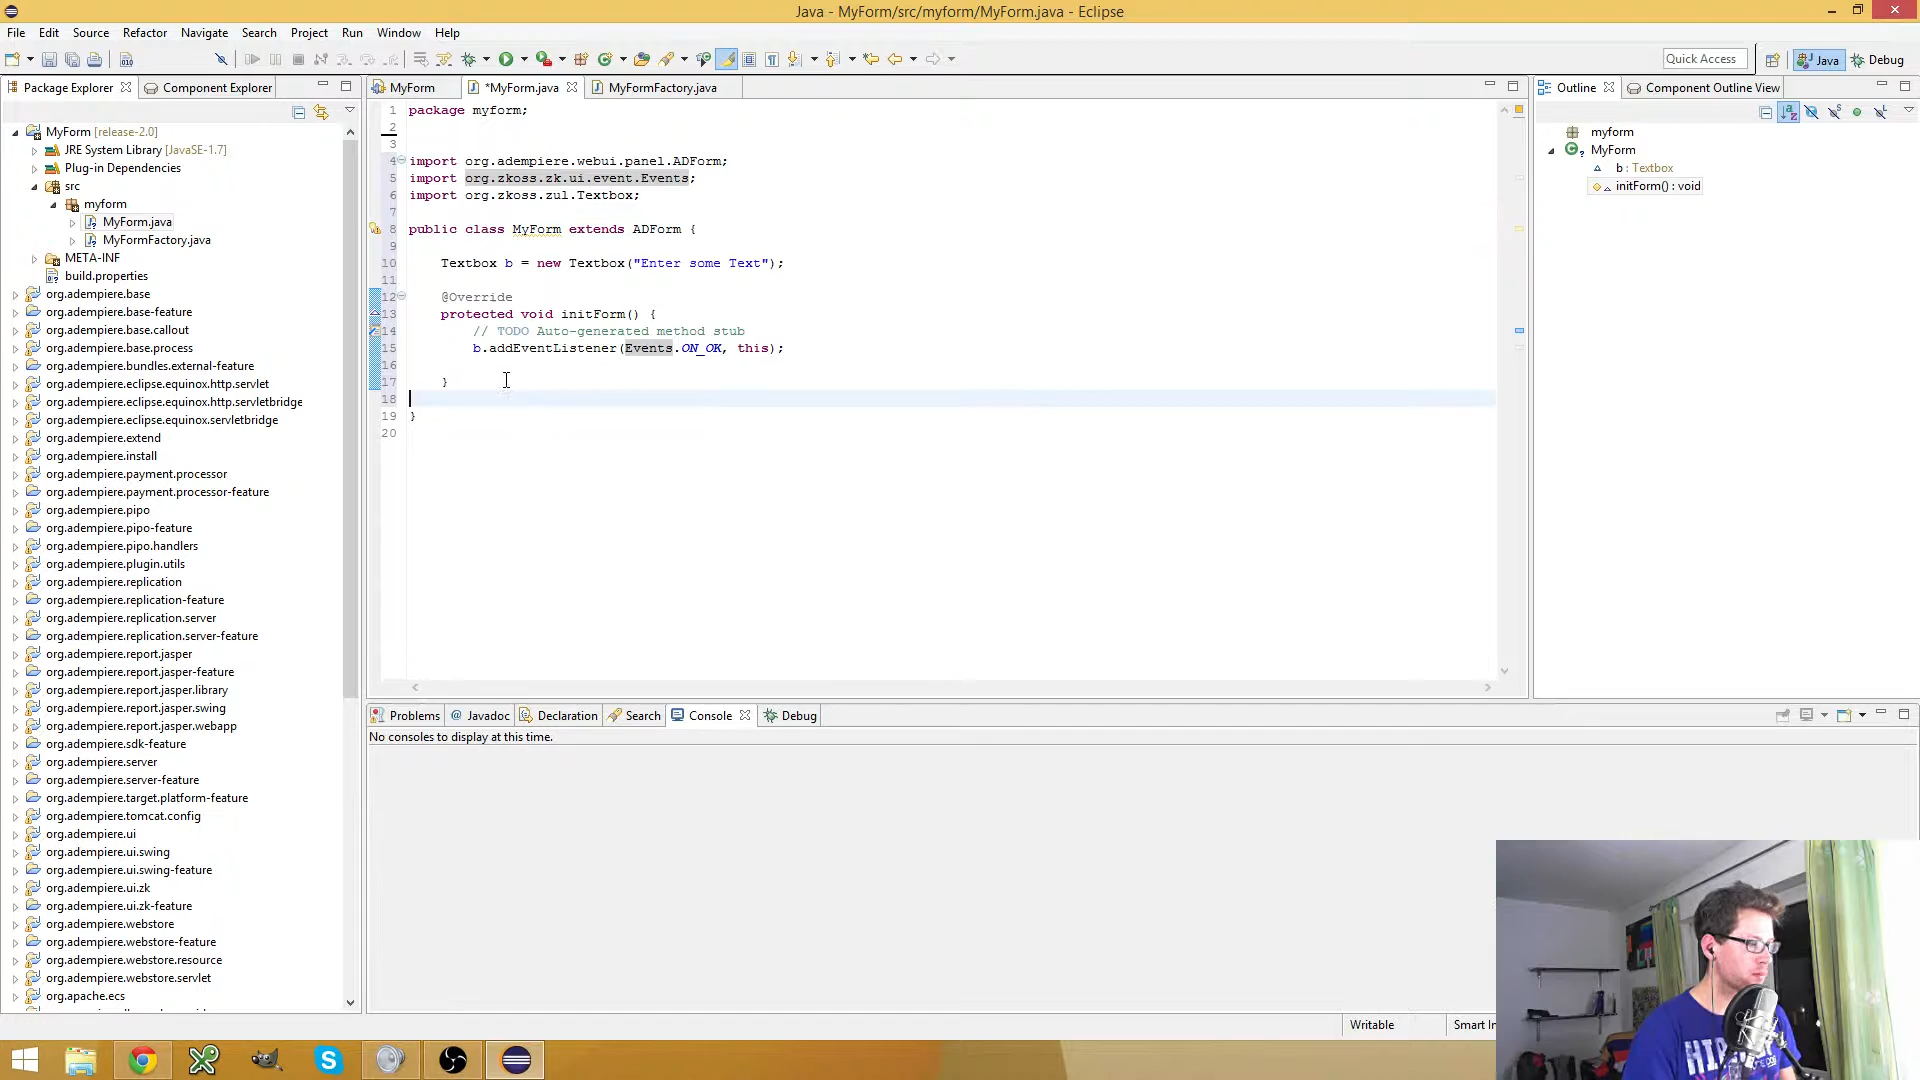 Java - MyForm/src/myform/MyForm.java - Eclipse
File Edit Source Refactor Navigate Search Project Run Window Help
Quick Access
Java
Debug
Package Explorer
Component Explorer
MyForm
*MyForm.java
MyFormFactory.java
Outline
Component Outline View
MyForm [release-2.0]
JRE System Library [JavaSE-1.7]
Plug-in Dependencies
src
myform
MyForm.java
MyFormFactory.java
META-INF
build.properties
org.adempiere.base
org.adempiere.base-feature
org.adempiere.base.callout
org.adempiere.base.process
org.adempiere.bundles.external-feature
org.adempiere.eclipse.equinox.http.servlet
org.adempiere.eclipse.equinox.http.servletbridge
org.adempiere.eclipse.equinox.servletbridge
org.adempiere.extend
org.adempiere.install
org.adempiere.payment.processor
org.adempiere.payment.processor-feature
org.adempiere.pipo
org.adempiere.pipo-feature
org.adempiere.pipo.handlers
org.adempiere.plugin.utils
org.adempiere.replication
org.adempiere.replication-feature
org.adempiere.replication.server
org.adempiere.replication.server-feature
org.adempiere.report.jasper
org.adempiere.report.jasper-feature
org.adempiere.report.jasper.library
org.adempiere.report.jasper.swing
org.adempiere.report.jasper.webapp
org.adempiere.sdk-feature
org.adempiere.server
org.adempiere.server-feature
org.adempiere.target.platform-feature
org.adempiere.tomcat.config
org.adempiere.ui
org.adempiere.ui.swing
org.adempiere.ui.swing-feature
org.adempiere.ui.zk
org.adempiere.ui.zk-feature
org.adempiere.webstore
org.adempiere.webstore-feature
org.adempiere.webstore.resource
org.adempiere.webstore.servlet
org.apache.ecs
1 package myform;
2
3
4 import org.adempiere.webui.panel.ADForm;
5 import org.zkoss.zk.ui.event.Events;
6 import org.zkoss.zul.Textbox;
7
8 public class MyForm extends ADForm {
9
10 Textbox b = new Textbox("Enter some Text");
11
12 @Override
13 protected void initForm() {
14 // TODO Auto-generated method stub
15 b.addEventListener(Events.ON_OK, this);
16
17 }
18
19 }
20
myform
MyForm
b : Textbox
initForm() : void
Problems
@ Javadoc
Declaration
Search
Console
Debug
No consoles to display at this time.
Writable
Smart In